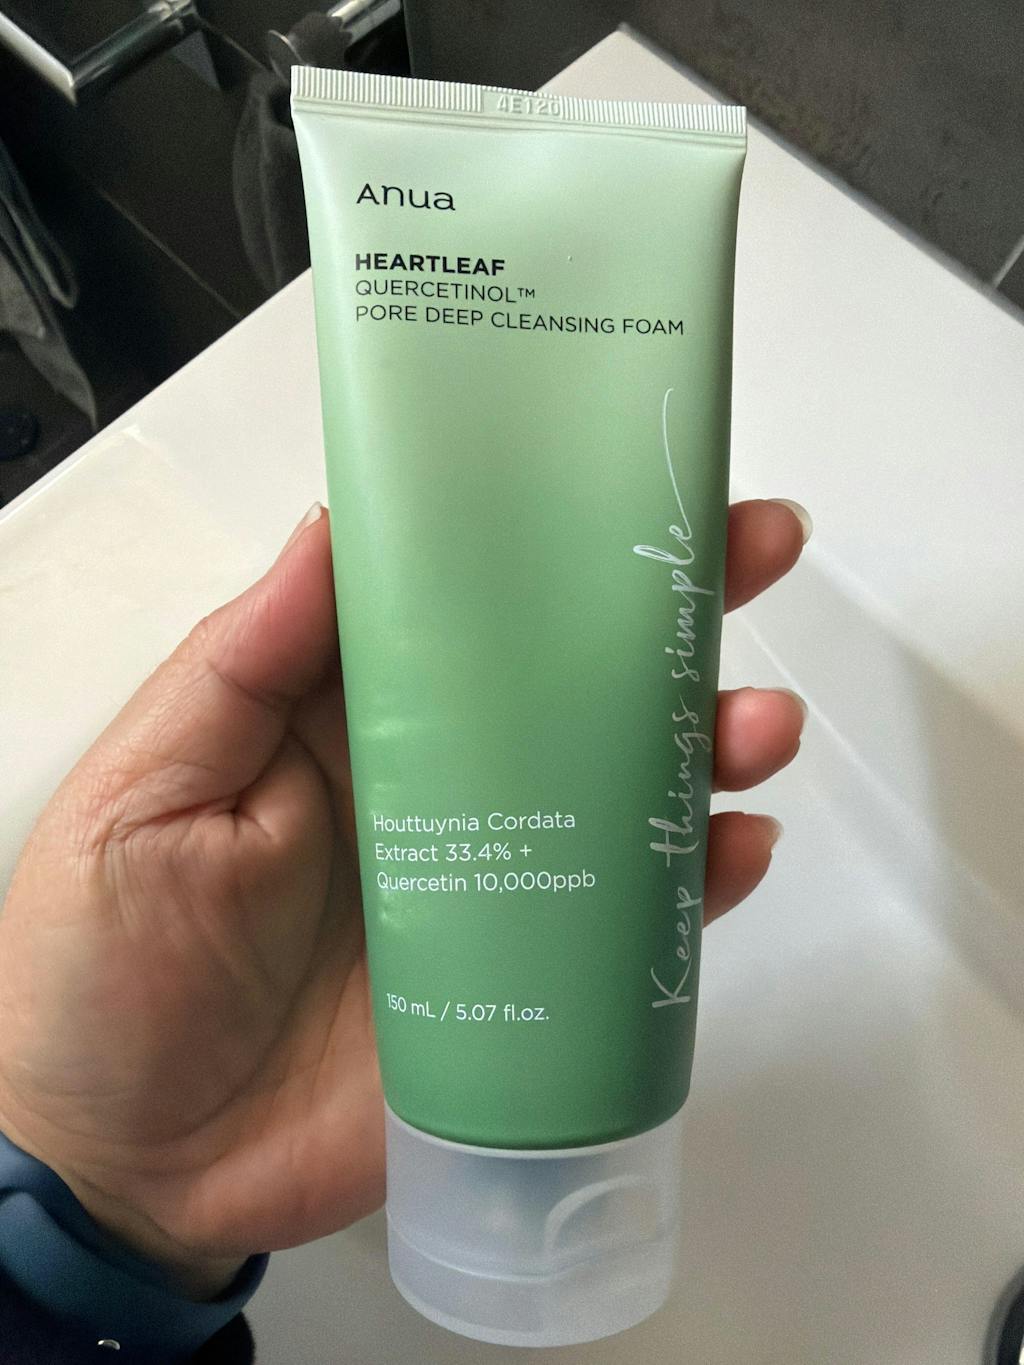 4E120
Anua
HEARTLEAF
QUERCETINOL™
PORE DEEP CLEANSING FOAM
Keep things simple
Houttuynia Cordata
Extract 33.4% +
Quercetin 10,000ppb
150 mL / 5.07 fl.oz.